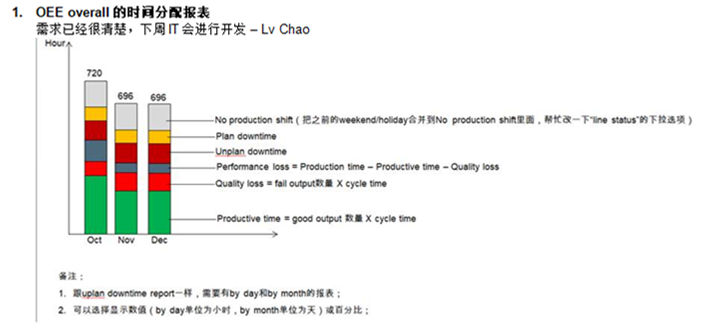 1. OEE overall 的时间分配报表
需求已经很清楚，下周 IT 会进行开发 – Lv Chao
Hour
720
696 696
No production shift（把之前的weekend/holiday合并到No production shift里面，帮忙改一下“line status”的下拉选项）
Plan downtime
Unplan downtime
Performance loss = Production time – Productive time – Quality loss
Quality loss = fail output数量 X cycle time
Productive time = good output 数量 X cycle time
Oct Nov Dec
备注：
1. 跟uplan downtime report一样，需要有by day和by month的报表；
2. 可以选择显示数值（by day单位为小时，by month单位为天）或百分比；